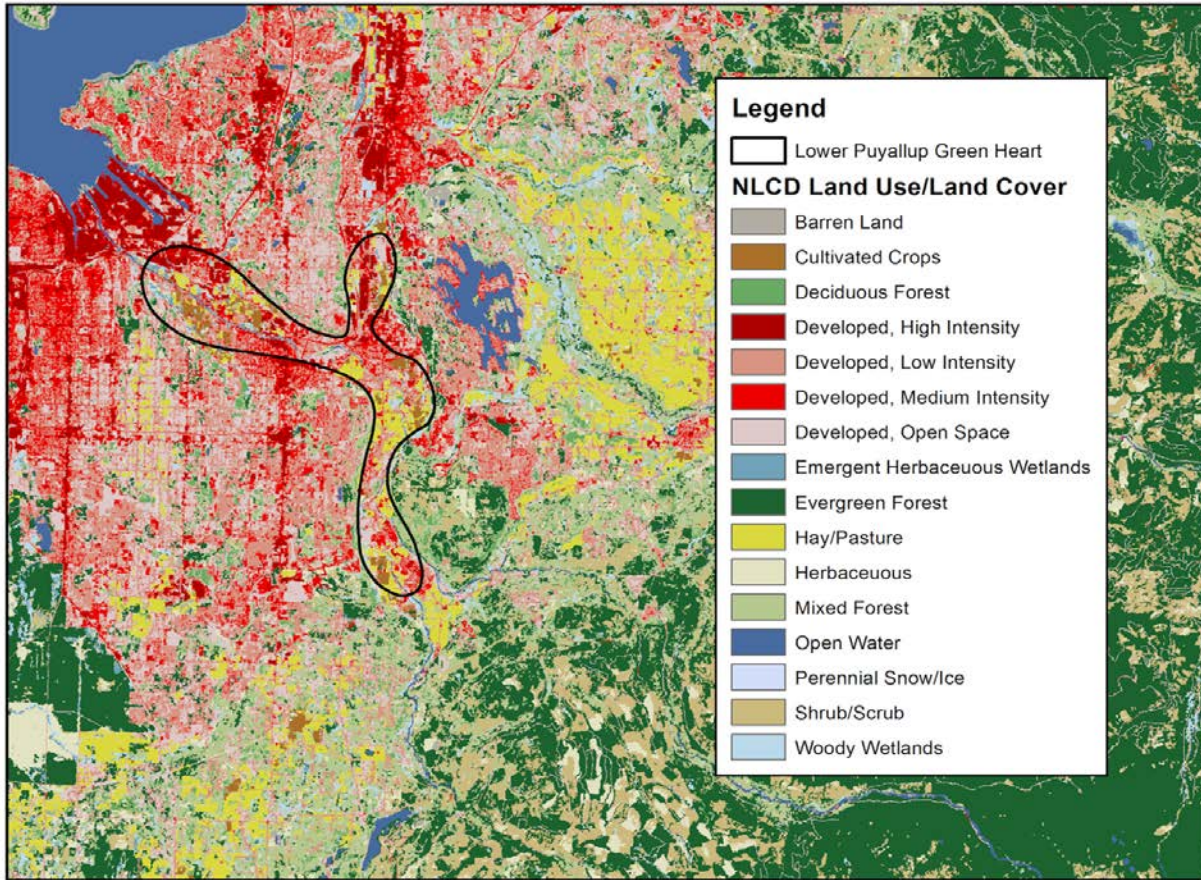 Legend
Lower Puyallup Green Heart
NLCD Land Use/Land Cover
Barren Land
Cultivated Crops
Deciduous Forest
Developed, High Intensity
Developed, Low Intensity
Developed, Medium Intensity
Developed, Open Space
Emergent Herbaceuous Wetlands
Evergreen Forest
Hay/Pasture
Herbaceuous
Mixed Forest
Open Water
Perennial Snow/Ice
Shrub/Scrub
Woody Wetlands